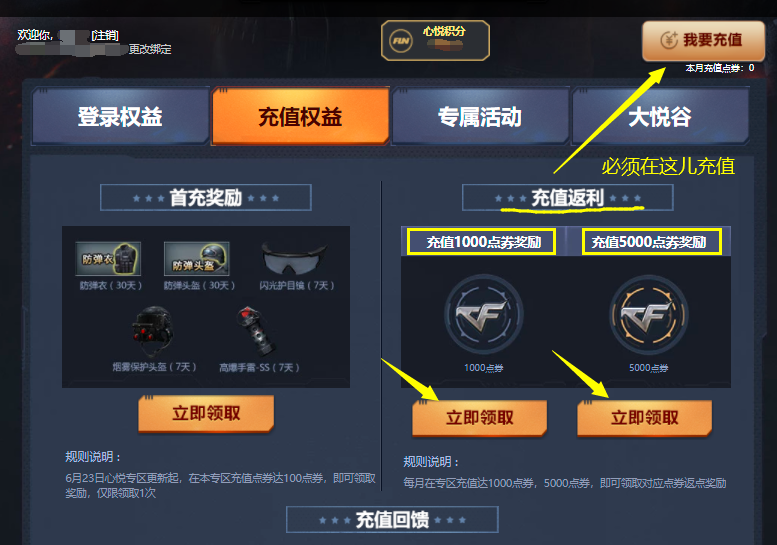 欢迎你, [注销]
更改绑定
FUN
心悦积分
我要充值
本月充值点券：0
登录权益
充值权益
专属活动
大悦谷
必须在这儿充值
首充奖励
充值返利
充值1000点券奖励
充值5000点券奖励
防弹衣
防弹头盔
防弹衣（30天）
防弹头盔（30天）
闪光护目镜（7天）
烟雾保护头盔（7天）
高爆手雷-SS（7天）
CF
1000点券
CF
5000点券
立即领取
立即领取
立即领取
规则说明：
6月23日心悦专区更新起，在本专区充值点券达100点券，即可领取
奖励，仅限领取1次
规则说明：
每月在专区充值达1000点券，5000点券，即可领取对应点券返点奖励
充值回馈